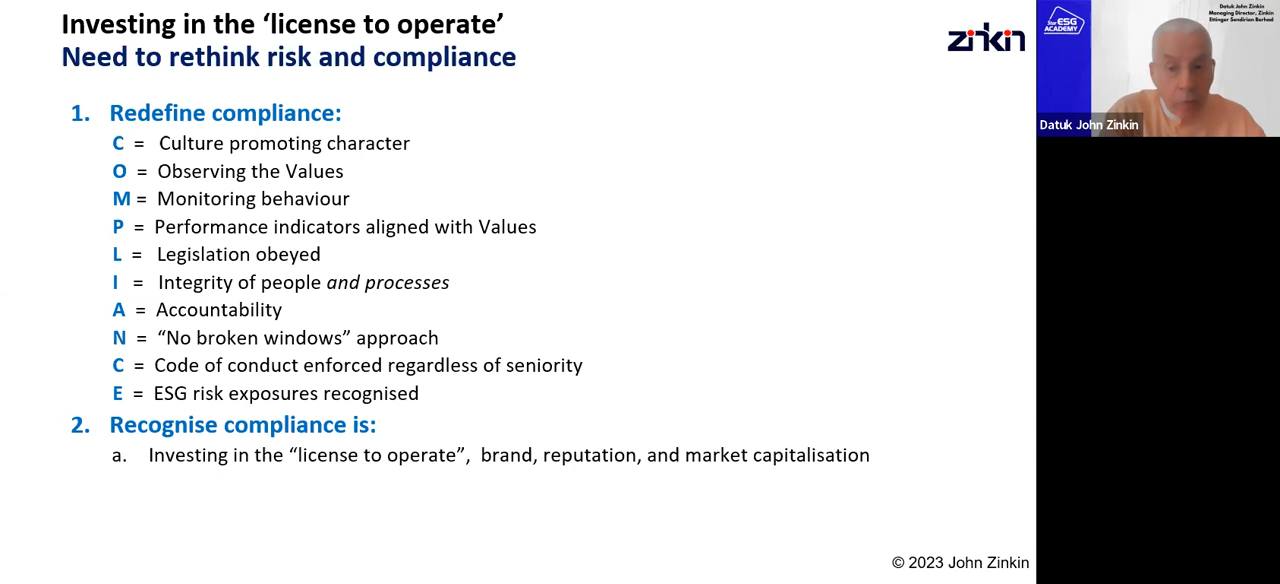 Investing in the ‘license to operate’
Need to rethink risk and compliance
zinkin
1. Redefine compliance:
C = Culture promoting character
O = Observing the Values
M = Monitoring behaviour
P = Performance indicators aligned with Values
L = Legislation obeyed
I = Integrity of people and processes
A = Accountability
N = “No broken windows” approach
C = Code of conduct enforced regardless of seniority
E = ESG risk exposures recognised
2. Recognise compliance is:
a. Investing in the “license to operate”, brand, reputation, and market capitalisation
© 2023 John Zinkin
Star ESG
ACADEMY
Datuk John Zinkin
Managing Director, Zinkin
Ettinger Sendirian Berhad
Datuk John Zinkin